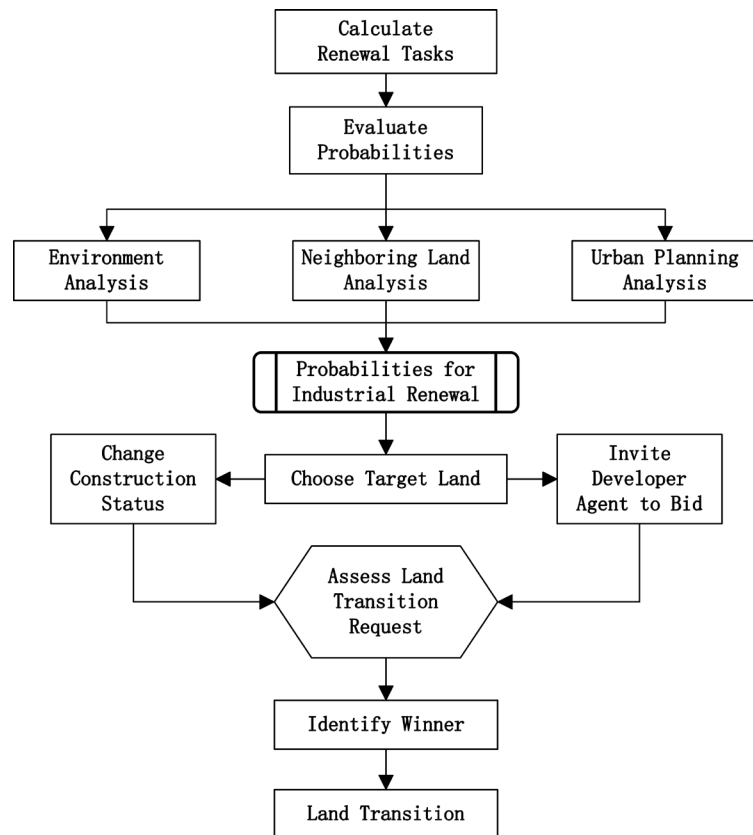 Calculate
Renewal Tasks
Evaluate
Probabilities
Environment
Analysis
Neighboring Land
Analysis
Urban Planning
Analysis
Probabilities for
Industrial Renewal
Change
Construction
Status
Choose Target Land
Invite
Developer
Agent to Bid
Assess Land
Transition
Request
Identify Winner
Land Transition